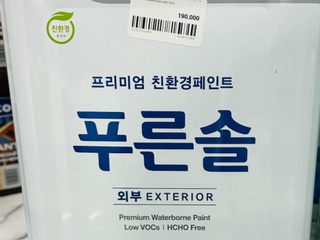 190,000
친환경
프리미엄 친환경페인트
푸른솔
외부 EXTERIOR
Premium Waterborne Paint
Low VOCs | HCHO Free